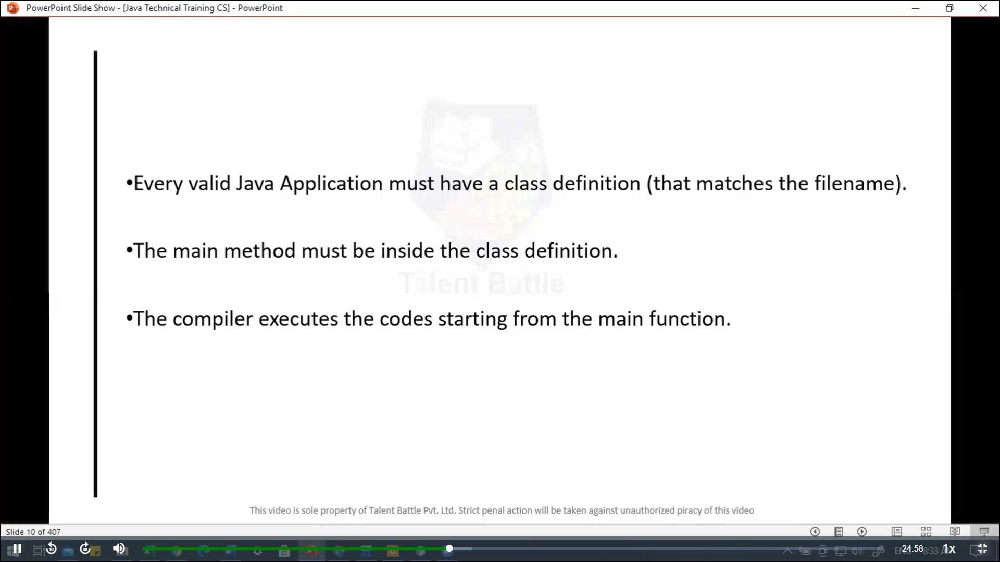 PowerPoint Slide Show - [Java Technical Training CS] - PowerPoint
•Every valid Java Application must have a class definition (that matches the filename).
•The main method must be inside the class definition.
Talent Battle
•The compiler executes the codes starting from the main function.
This video is sole property of Talent Battle Pvt. Ltd. Strict penal action will be taken against unauthorized piracy of this video
Slide 10 of 407
10 30 -24:58 1x